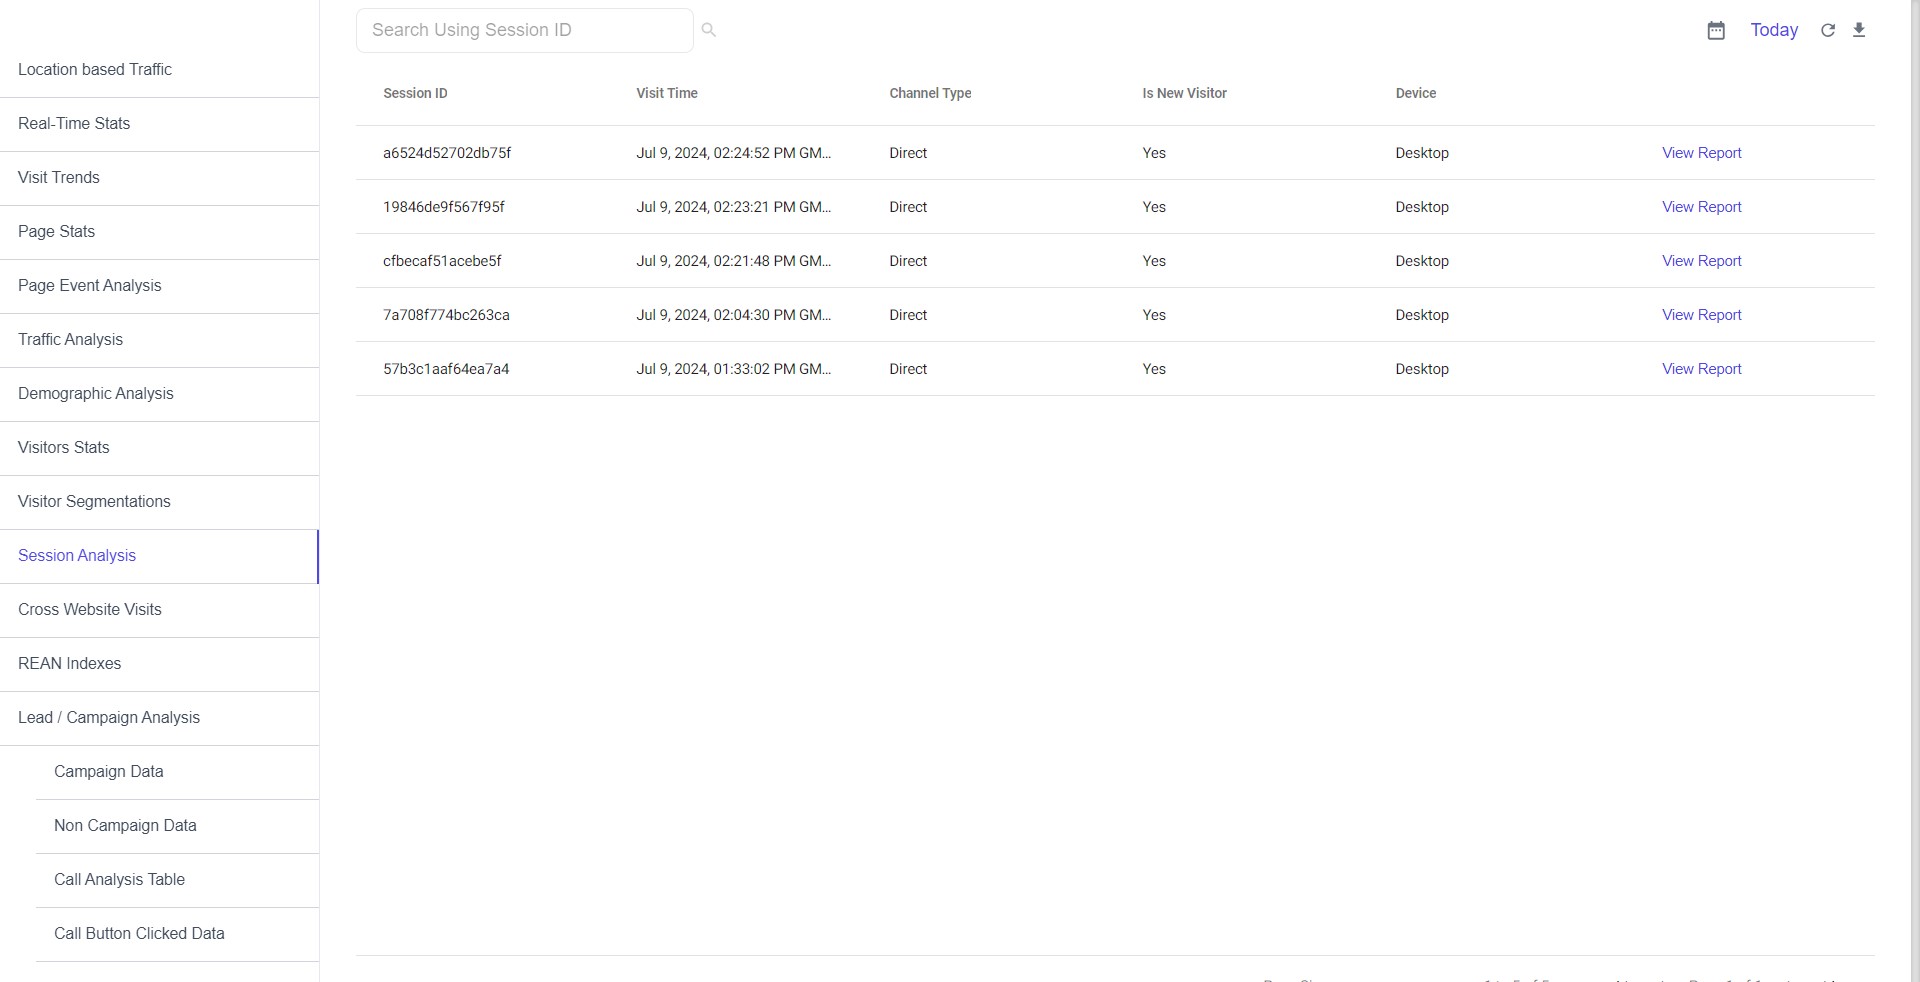 Search Using Session ID
Today
Location based Traffic
Real-Time Stats
Visit Trends
Page Stats
Page Event Analysis
Traffic Analysis
Demographic Analysis
Visitors Stats
Visitor Segmentations
Session Analysis
Cross Website Visits
REAN Indexes
Lead / Campaign Analysis
Campaign Data
Non Campaign Data
Call Analysis Table
Call Button Clicked Data
Session ID Visit Time Channel Type Is New Visitor Device
a6524d52702db75f Jul 9, 2024, 02:24:52 PM GM... Direct Yes Desktop View Report
19846de9f567f95f Jul 9, 2024, 02:23:21 PM GM... Direct Yes Desktop View Report
cfbecaf51acebe5f Jul 9, 2024, 02:21:48 PM GM... Direct Yes Desktop View Report
7a708f774bc263ca Jul 9, 2024, 02:04:30 PM GM... Direct Yes Desktop View Report
57b3c1aaf64ea7a4 Jul 9, 2024, 01:33:02 PM GM... Direct Yes Desktop View Report